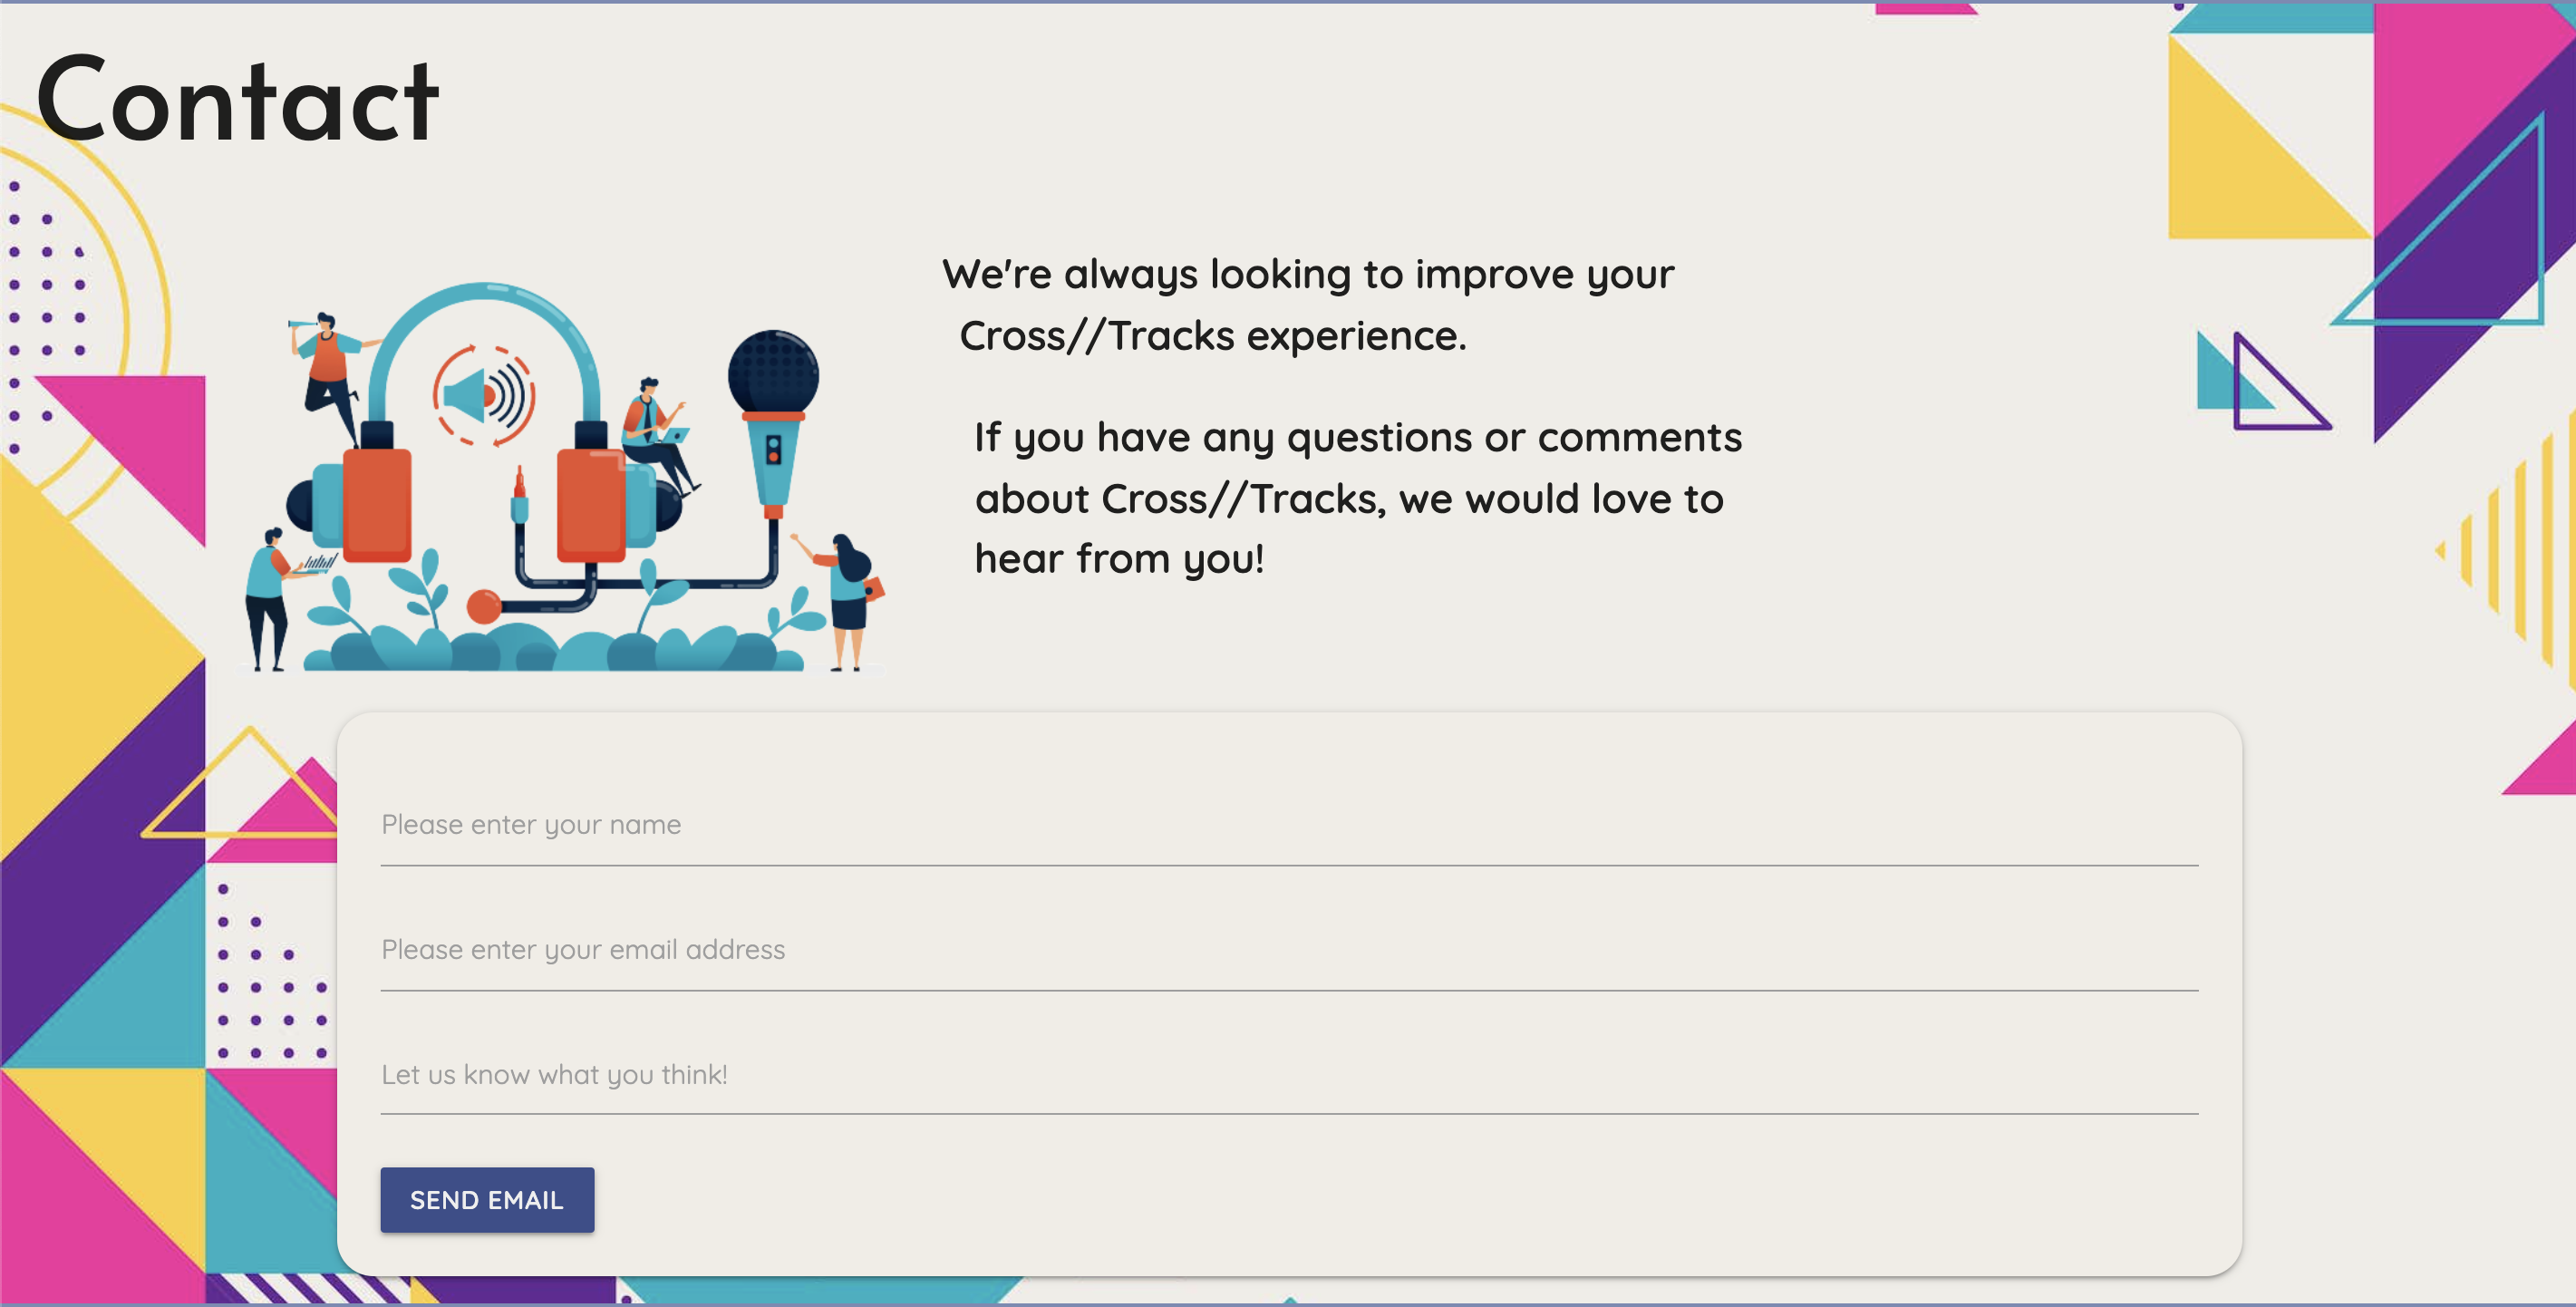 Contact
We're always looking to improve your
Cross//Tracks experience.
If you have any questions or comments
about Cross//Tracks, we would love to
hear from you!
Please enter your name
Please enter your email address
Let us know what you think!
SEND EMAIL